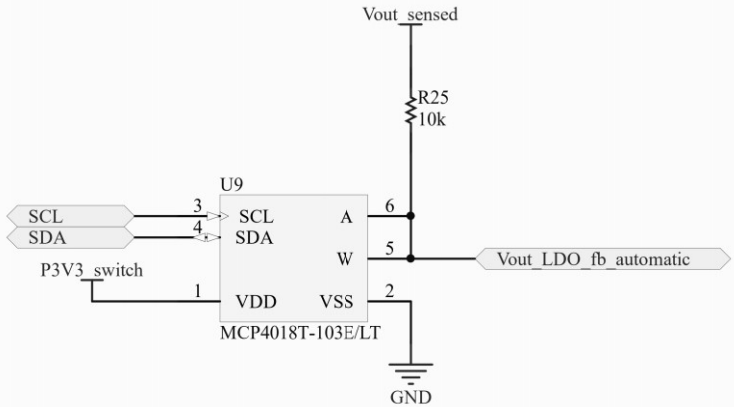 Vout_sensed
R25
10k
U9
3
SCL
SCL
A
6
4
SDA
SDA
W
5
Vout_LDO_fb_automatic
P3V3_switch
1
VDD
VSS
2
MCP4018T-103E/LT
GND